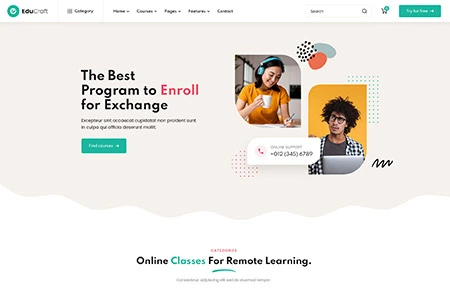 EduCraft
Category
Home
Courses
Pages
Features
Contact
Search
0
Try for free →
The Best
Program to Enroll
for Exchange
Excepteur sint occaecat cupidatat non proident sunt
in culpa qui officia deserunt mollit.
Find courses →
ONLINE SUPPORT
+012 (345) 6789
CATEGORIES
Online Classes For Remote Learning.
Consectetur adipiscing elit sed do eiusmod tempor.